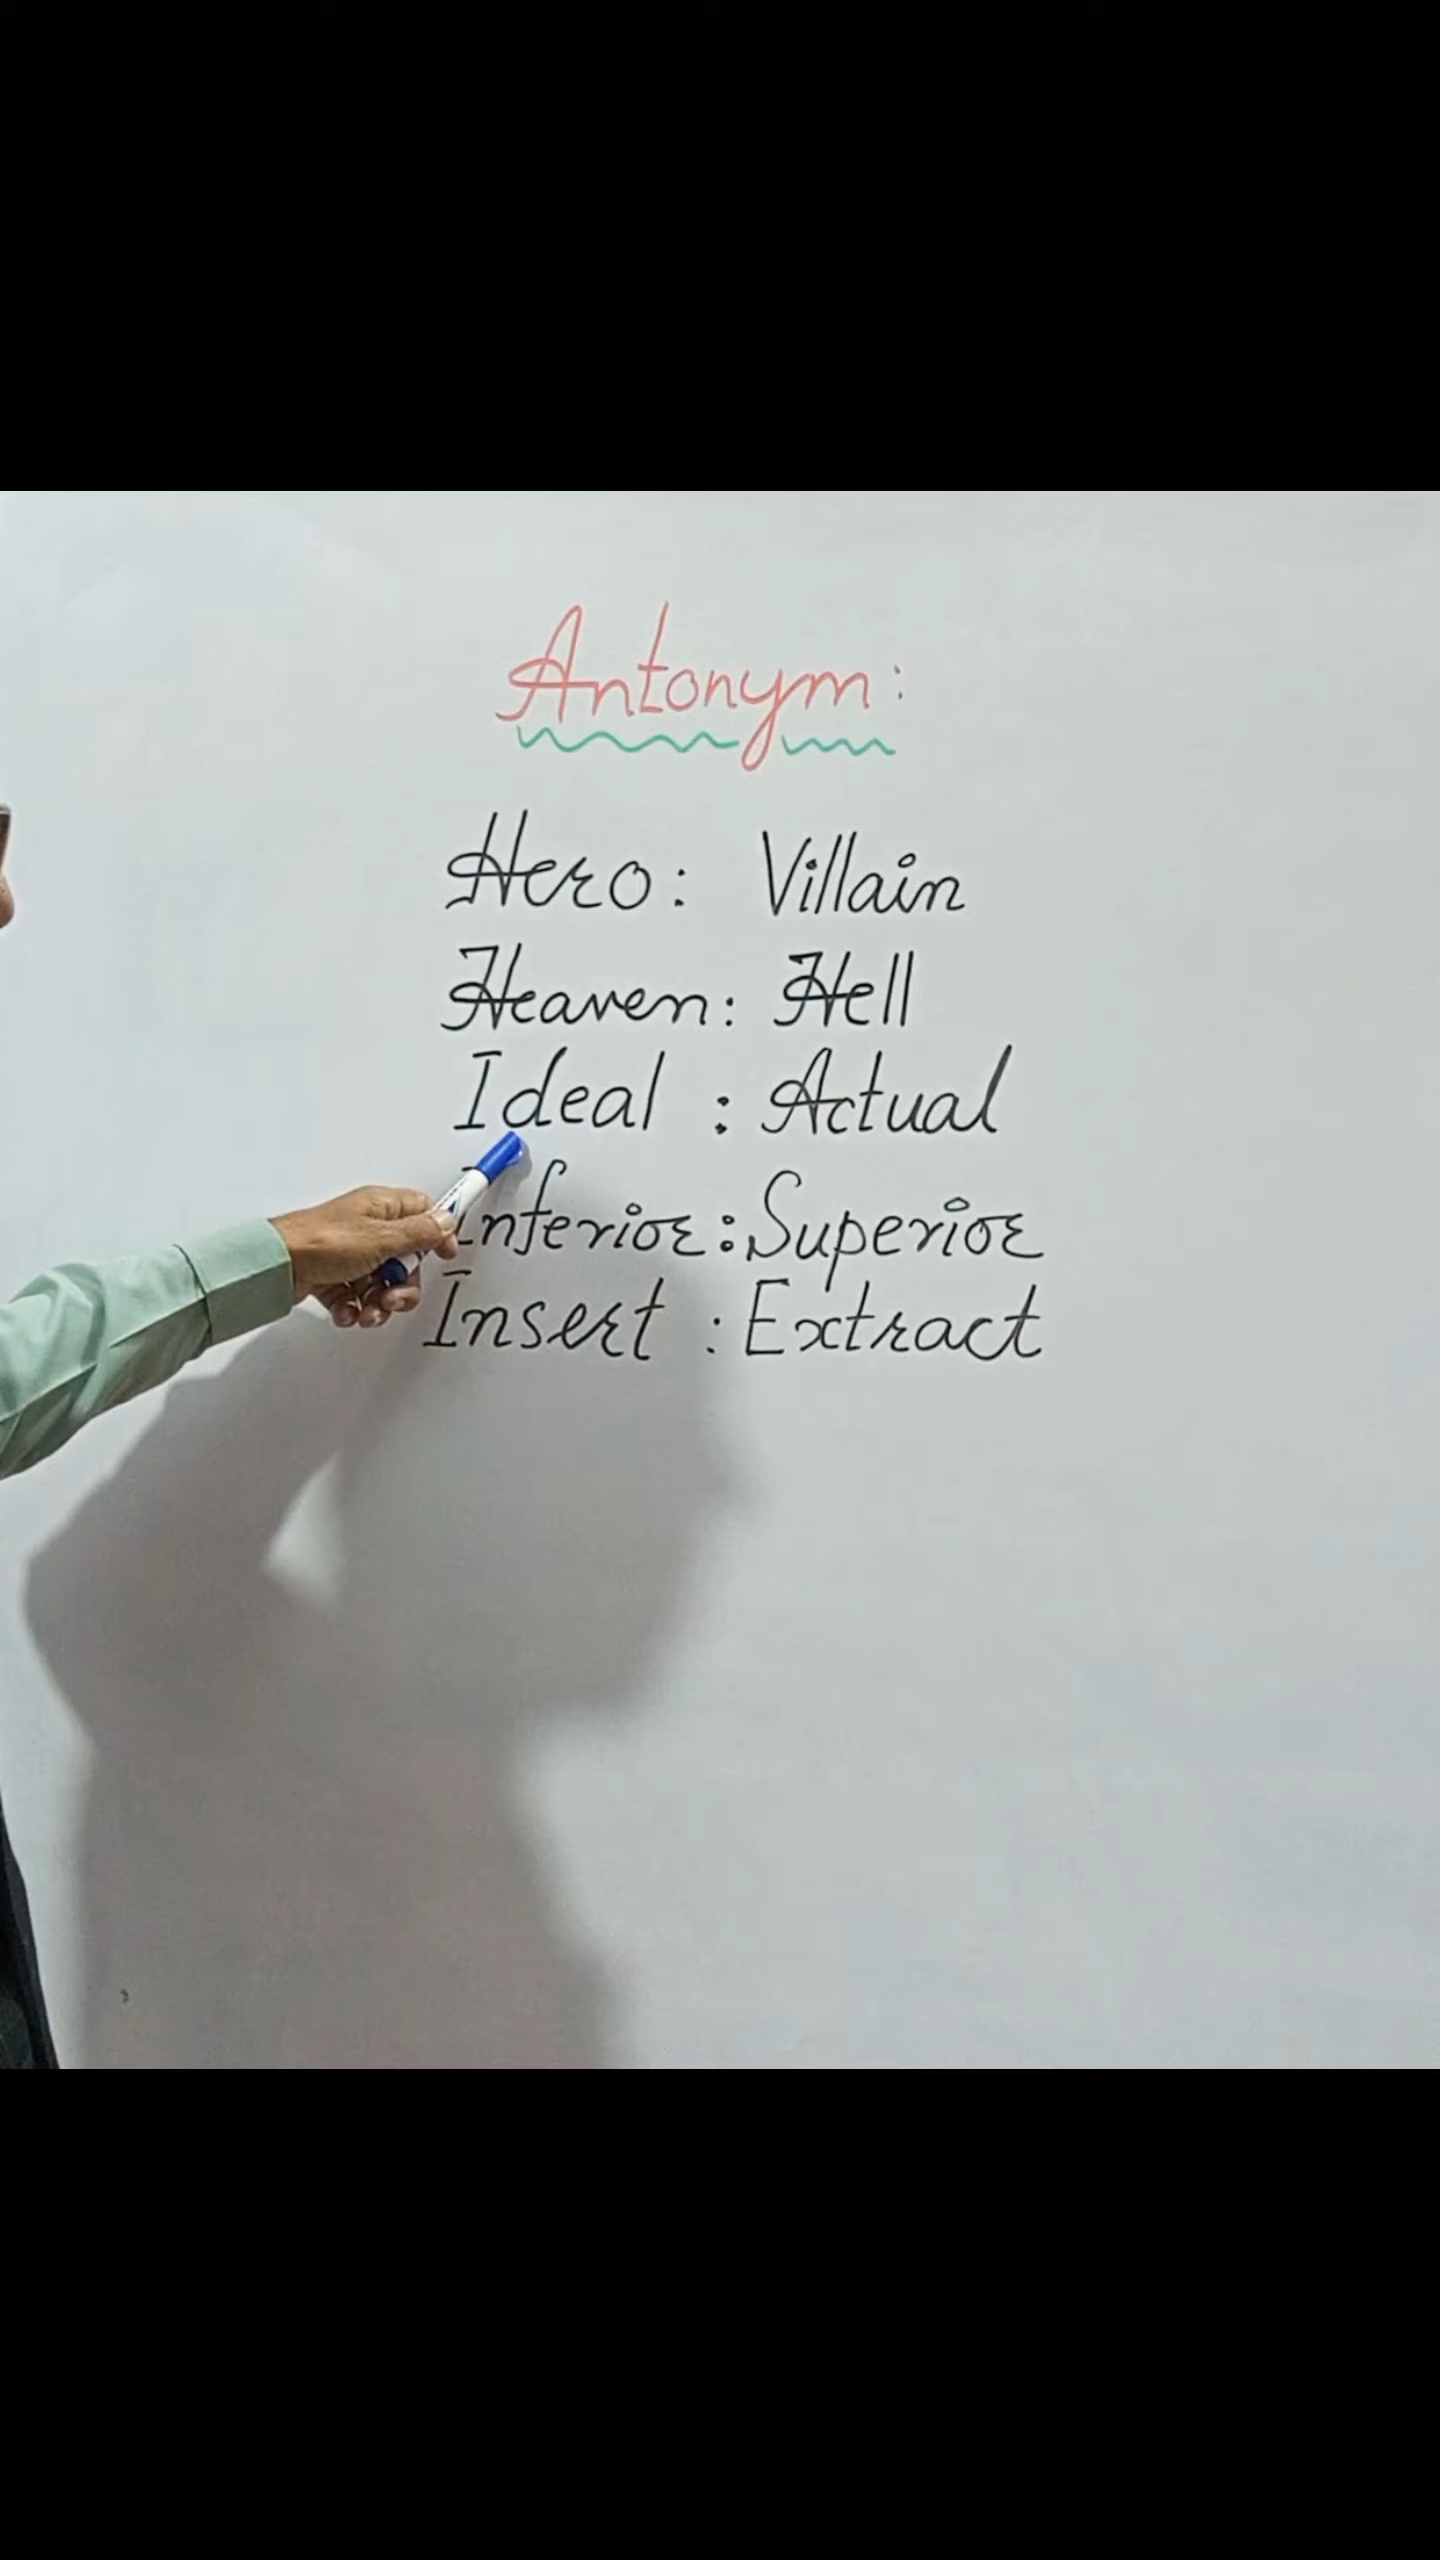 Antonym:
Hero: Villain
Heaven: Hell
Ideal : Actual
Inferior: Superior
Insert : Extract